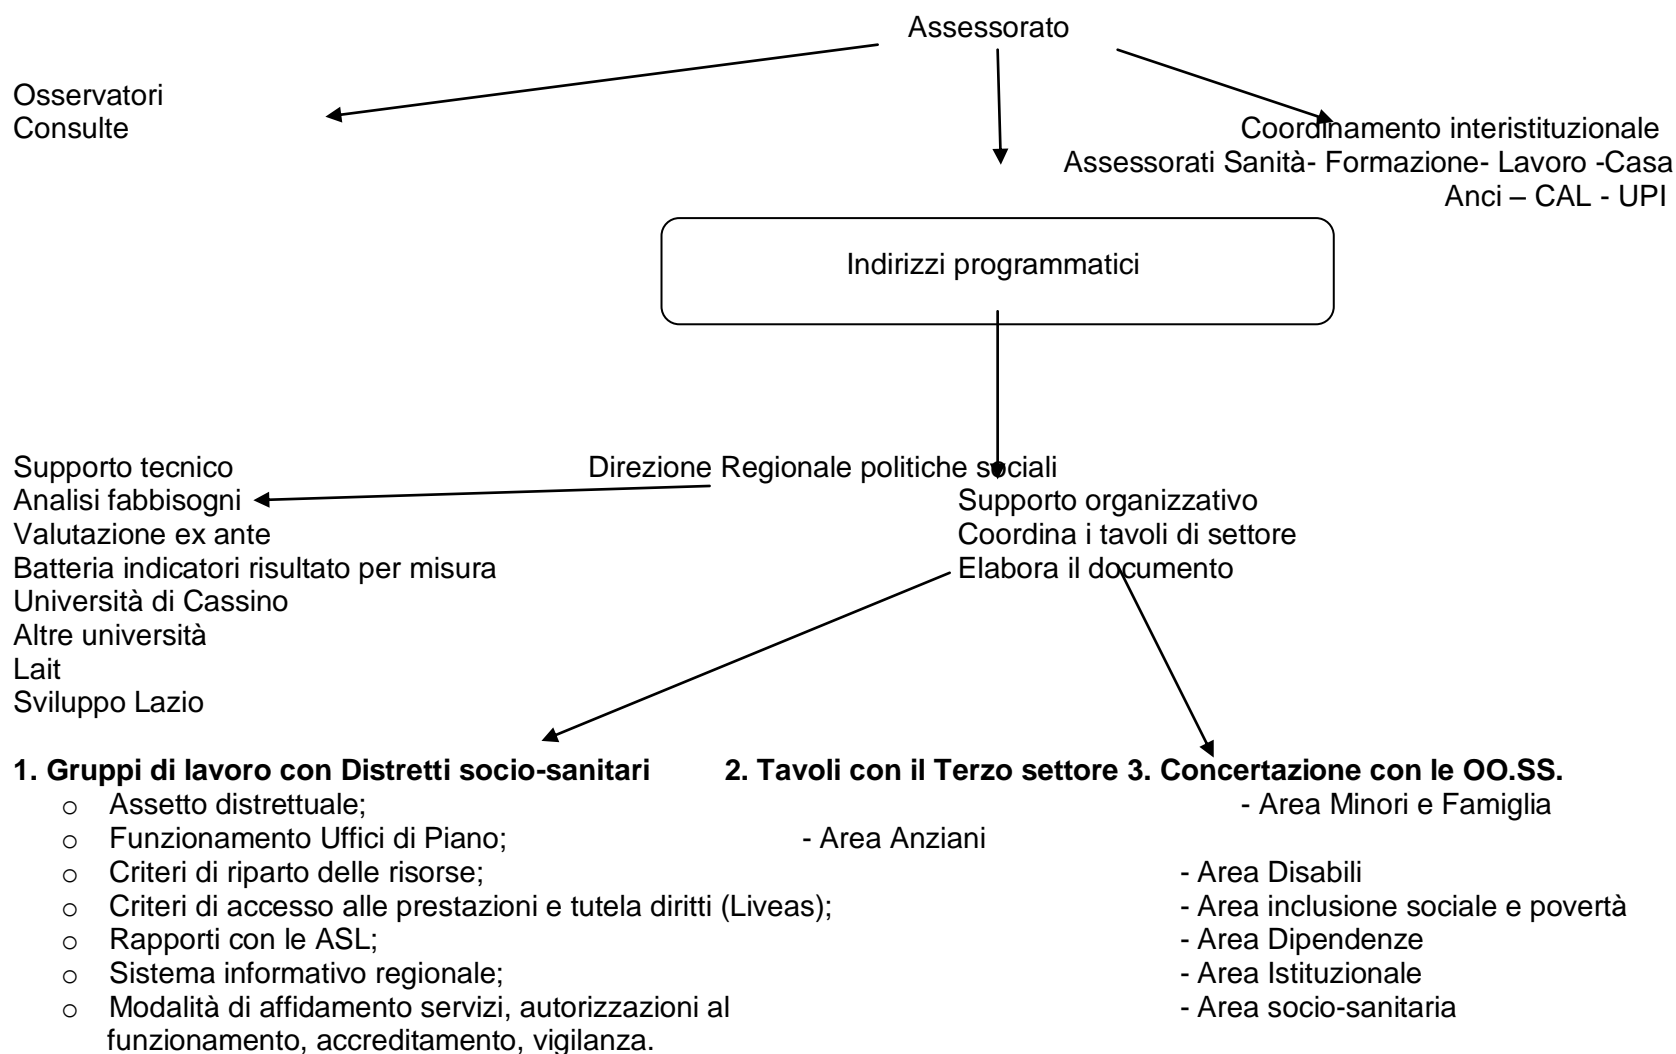 Assessorato
Osservatori
Consulte
Coordinamento interistituzionale
Assessorati Sanità- Formazione- Lavoro -Casa
Anci – CAL - UPI
Indirizzi programmatici
Supporto tecnico
Analisi fabbisogni
Valutazione ex ante
Batteria indicatori risultato per misura
Università di Cassino
Altre università
Lait
Sviluppo Lazio
Direzione Regionale politiche sociali
Supporto organizzativo
Coordina i tavoli di settore
Elabora il documento
1. Gruppi di lavoro con Distretti socio-sanitari 2. Tavoli con il Terzo settore 3. Concertazione con le OO.SS.
o Assetto distrettuale; - Area Minori e Famiglia
o Funzionamento Uffici di Piano; - Area Anziani
o Criteri di riparto delle risorse; - Area Disabili
o Criteri di accesso alle prestazioni e tutela diritti (Liveas); - Area inclusione sociale e povertà
o Rapporti con le ASL; - Area Dipendenze
o Sistema informativo regionale; - Area Istituzionale
o Modalità di affidamento servizi, autorizzazioni al - Area socio-sanitaria
funzionamento, accreditamento, vigilanza.